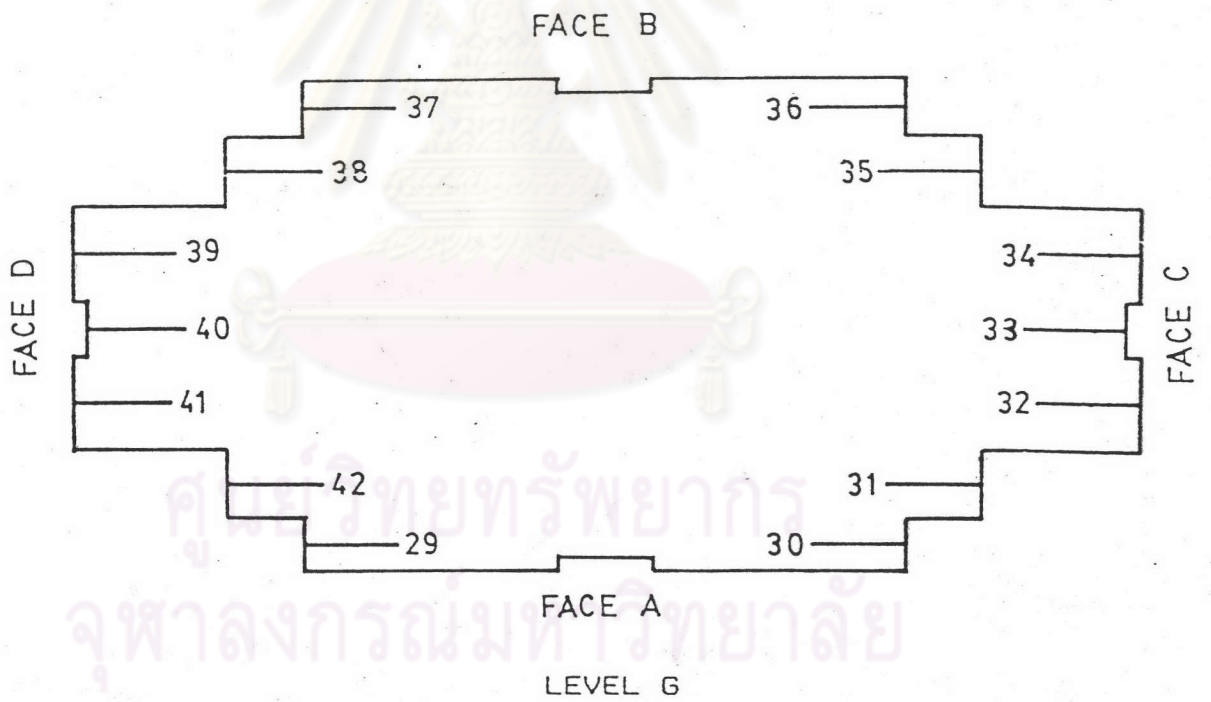 FACE B
37 36
38 35
39 34
FACE D 40 33 FACE C
41 32
42 31
ศูนย์วิทยทรัพยากร
29 30
FACE A
จุฬาลงกรณ์มหาวิทยาลัย
LEVEL G